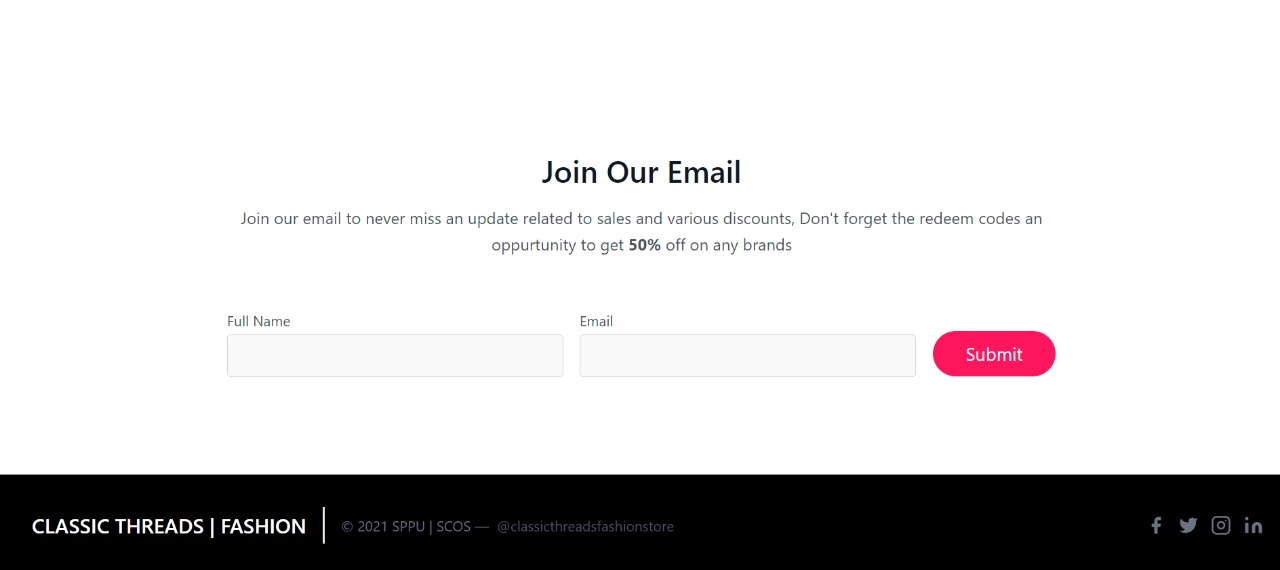 Join Our Email
Join our email to never miss an update related to sales and various discounts, Don't forget the redeem codes an
oppurtunity to get 50% off on any brands
Full Name
Email
Submit
CLASSIC THREADS | FASHION
© 2021 SPPU | SCOS — @classicthreadsfashionstore